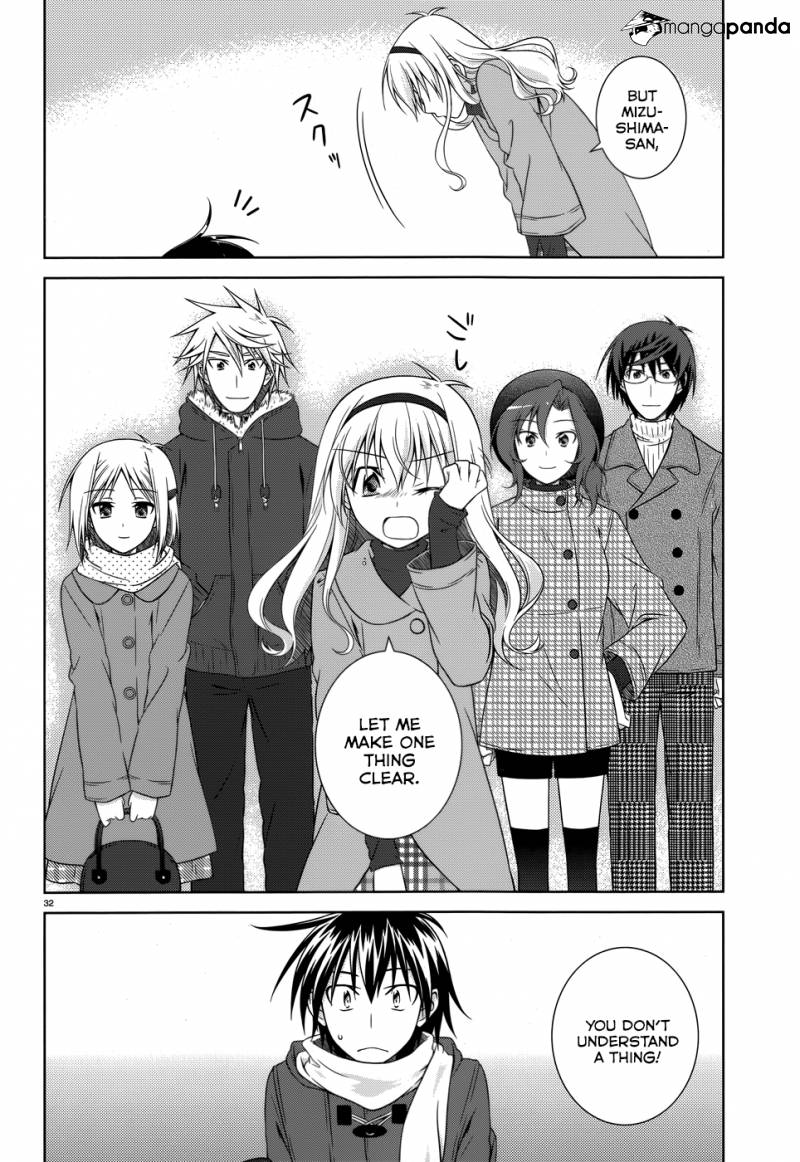 mangapanda
BUT
MIZU-
SHIMA-
SAN,
スクッ
ごし
LET ME
MAKE ONE
THING
CLEAR.
32
YOU DON'T
UNDERSTAND
A THING!